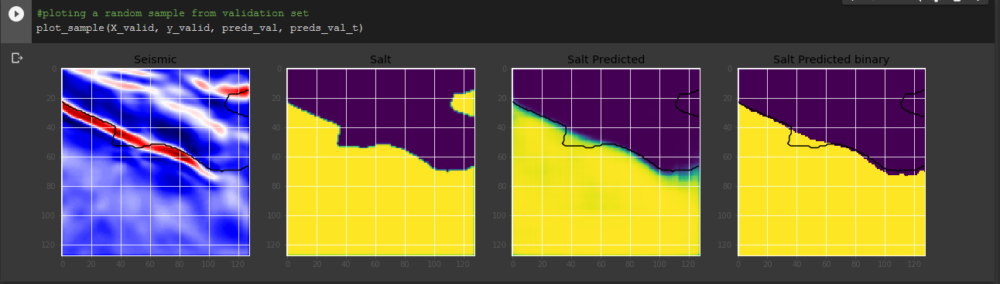 #ploting a random sample from validation set
plot_sample(X_valid, y_valid, preds_val, preds_val_t)
Seismic Salt Salt Predicted Salt Predicted binary
0 0 0 0
20 20 20 20
40 40 40 40
60 60 60 60
80 80 80 80
100 100 100 100
120 120 120 120
0 20 40 60 80 100 120 0 20 40 60 80 100 120 0 20 40 60 80 100 120 0 20 40 60 80 100 120